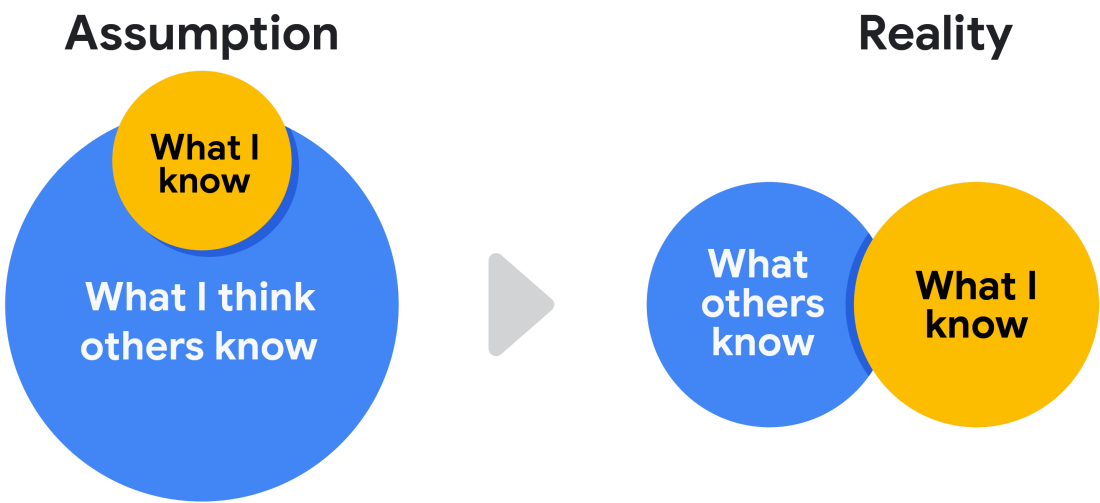 Assumption
What I
know
What I think
others know
Reality
What
others
know
What I
know